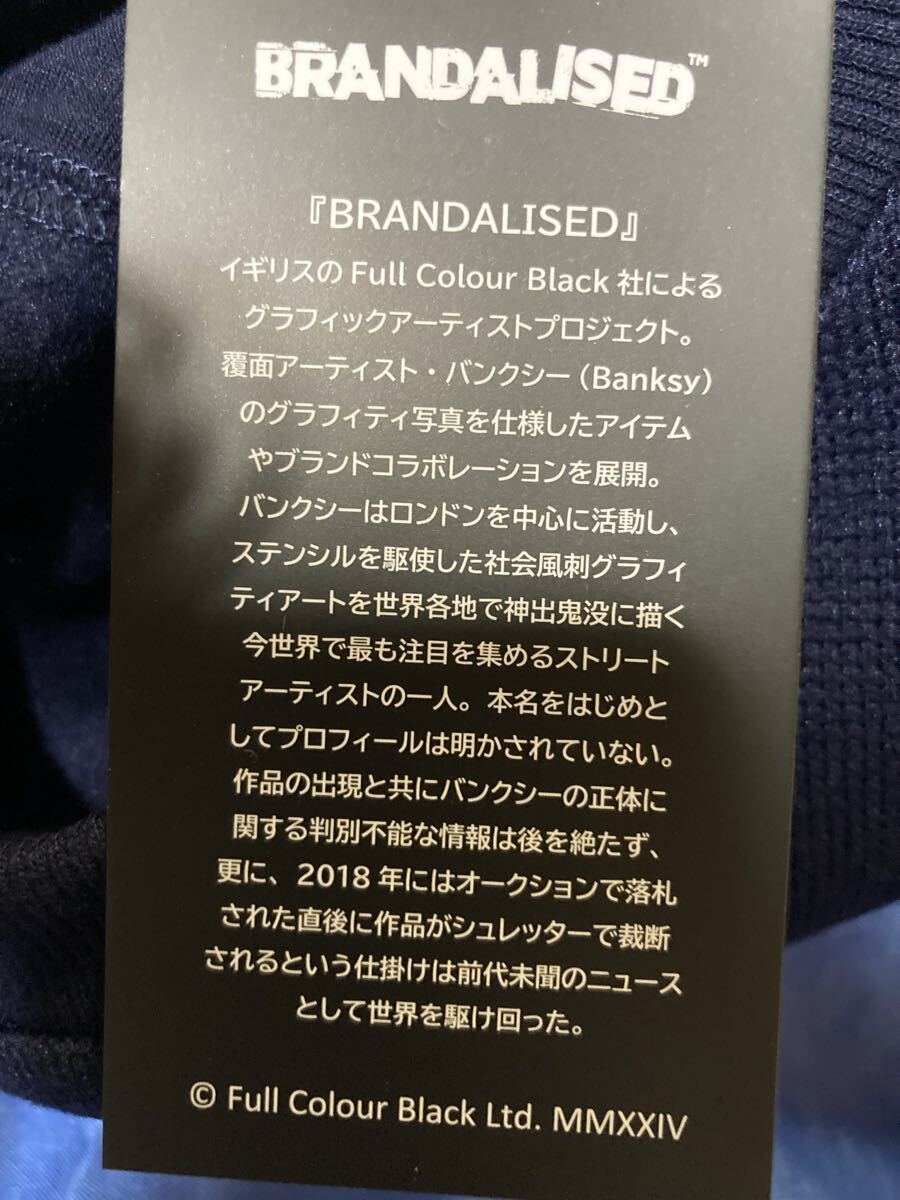 BRANDALISED™
『BRANDALISED』
イギリスの Full Colour Black 社による
グラフィックアーティストプロジェクト。
覆面アーティスト・バンクシー(Banksy)
のグラフィティ写真を仕様したアイテム
やブランドコラボレーションを展開。
バンクシーはロンドンを中心に活動し、
ステンシルを駆使した社会風刺グラフィ
ティアートを世界各地で神出鬼没に描く
今世界で最も注目を集めるストリート
アーティストの一人。本名をはじめと
してプロフィールは明かされていない。
作品の出現と共にバンクシーの正体に
関する判別不能な情報は後を絶たず、
更に、2018 年にはオークションで落札
された直後に作品がシュレッターで裁断
されるという仕掛けは前代未聞のニュース
として世界を駆け回った。
© Full Colour Black Ltd. MMXXIV